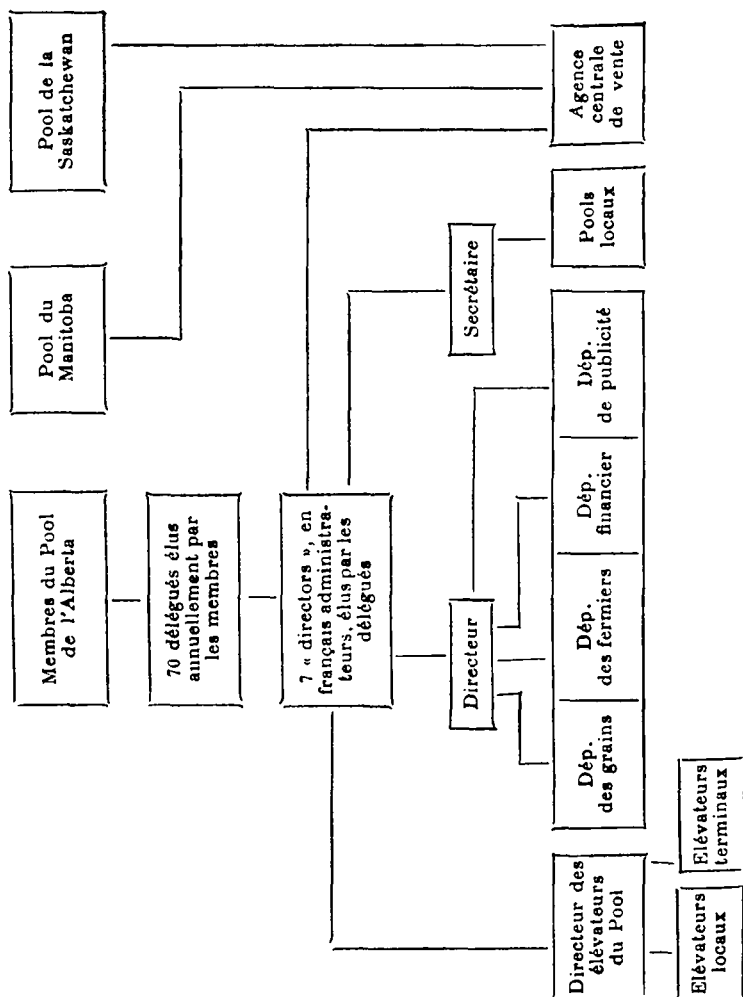 Membres du Pool
de l'Alberta
Pool du
Manitoba
Pool de la
Saskatchewan
70 délégués élus
annuellement par
les membres
7 « directors », en
français administra-
teurs, élus par les
délégués
Directeur
Secrétaire
Directeur des
élévateurs
du Pool
Dép.
des grains
Dép.
des fermiers
Dép.
financier
Dép.
de publicité
Pools
locaux
Agence
centrale
de vente
Elévateurs
locaux
Elévateurs
terminaux